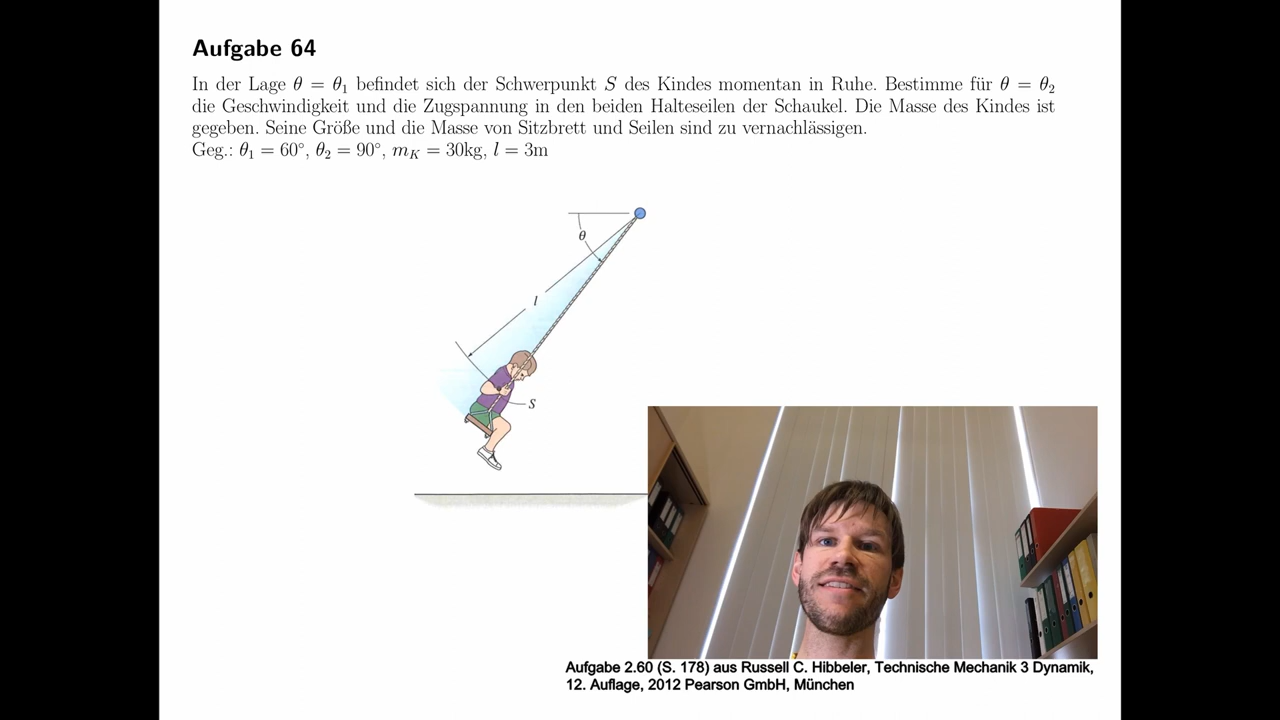 Aufgabe 64
In der Lage θ = θ₁ befindet sich der Schwerpunkt S des Kindes momentan in Ruhe. Bestimme für θ = θ₂
die Geschwindigkeit und die Zugspannung in den beiden Halteseilen der Schaukel. Die Masse des Kindes ist
gegeben. Seine Größe und die Masse von Sitzbrett und Seilen sind zu vernachlässigen.
Geg.: θ₁ = 60°, θ₂ = 90°, m_K = 30kg, l = 3m
θ
l
S
Aufgabe 2.60 (S. 178) aus Russell C. Hibbeler, Technische Mechanik 3 Dynamik,
12. Auflage, 2012 Pearson GmbH, München